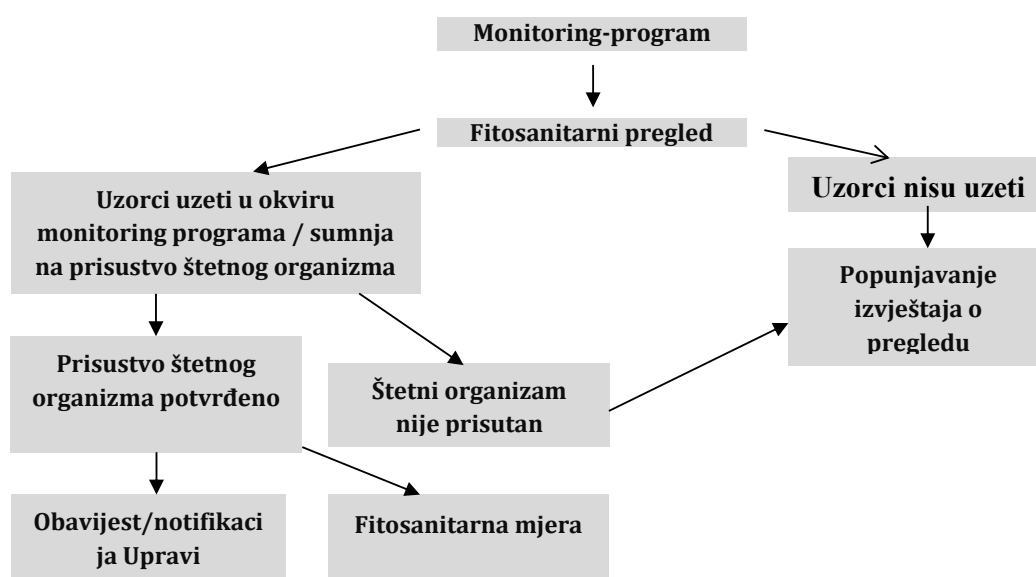 Monitoring-program
Fitosanitarni pregled
Uzorci uzeti u okviru
monitoring programa / sumnja
na prisustvo štetnog organizma
Uzorci nisu uzeti
Popunjavanje
izvještaja o
pregledu
Prisustvo štetnog
organizma potvrđeno
Štetni organizam
nije prisutan
Obavijest/notifikaci
ja Upravi
Fitosanitarna mjera